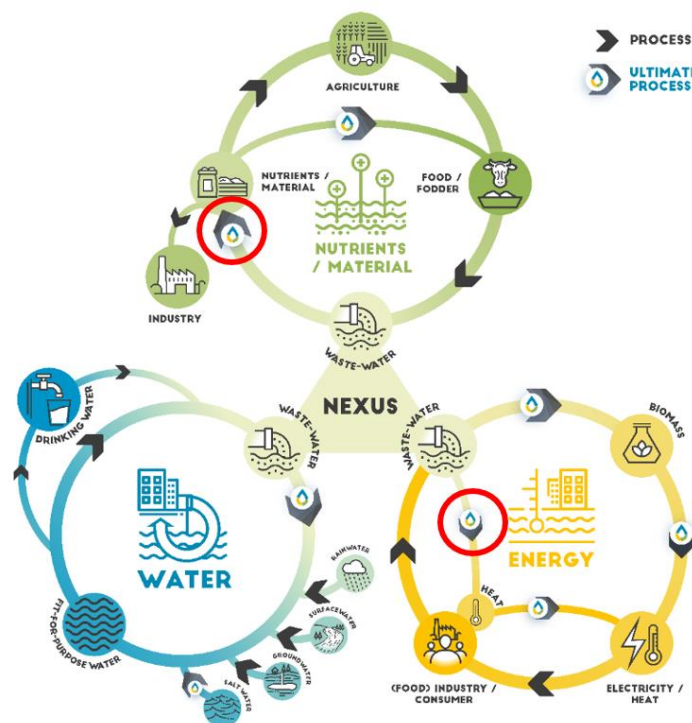 PROCESS
ULTIMATE
PROCESS
AGRICULTURE
NUTRIENTS /
MATERIAL
FOOD /
FODDER
NUTRIENTS
/ MATERIAL
INDUSTRY
WASTE-WATER
NEXUS
DRINKING WATER
WASTE-WATER
WASTE-WATER
BIOMASS
WATER
ENERGY
RAINWATER
SURFACEWATER
GROUNDWATER
SALT WATER
FIT-FOR-PURPOSE WATER
HEAT
(FOOD) INDUSTRY /
CONSUMER
ELECTRICITY /
HEAT